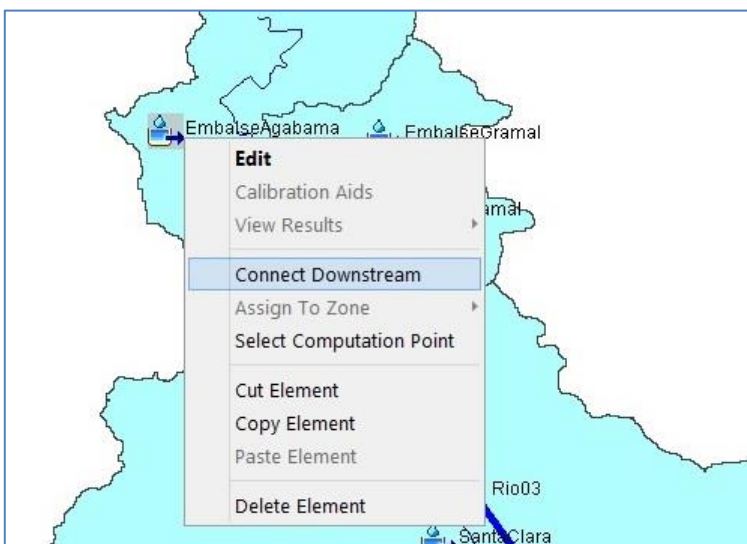 EmbalseAgabama
EmbalseGramal
Edit
Calibration Aids
View Results
amal
Connect Downstream
Assign To Zone
Select Computation Point
Cut Element
Copy Element
Paste Element
Delete Element
Rio03
SantaClara